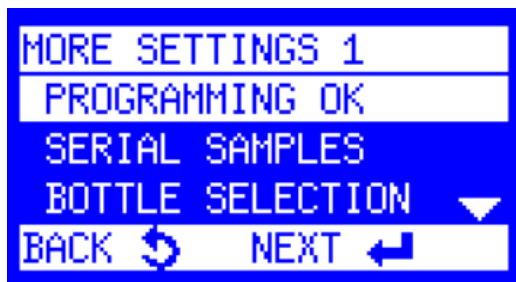 MORE SETTINGS 1
PROGRAMMING OK
SERIAL SAMPLES
BOTTLE SELECTION
BACK NEXT